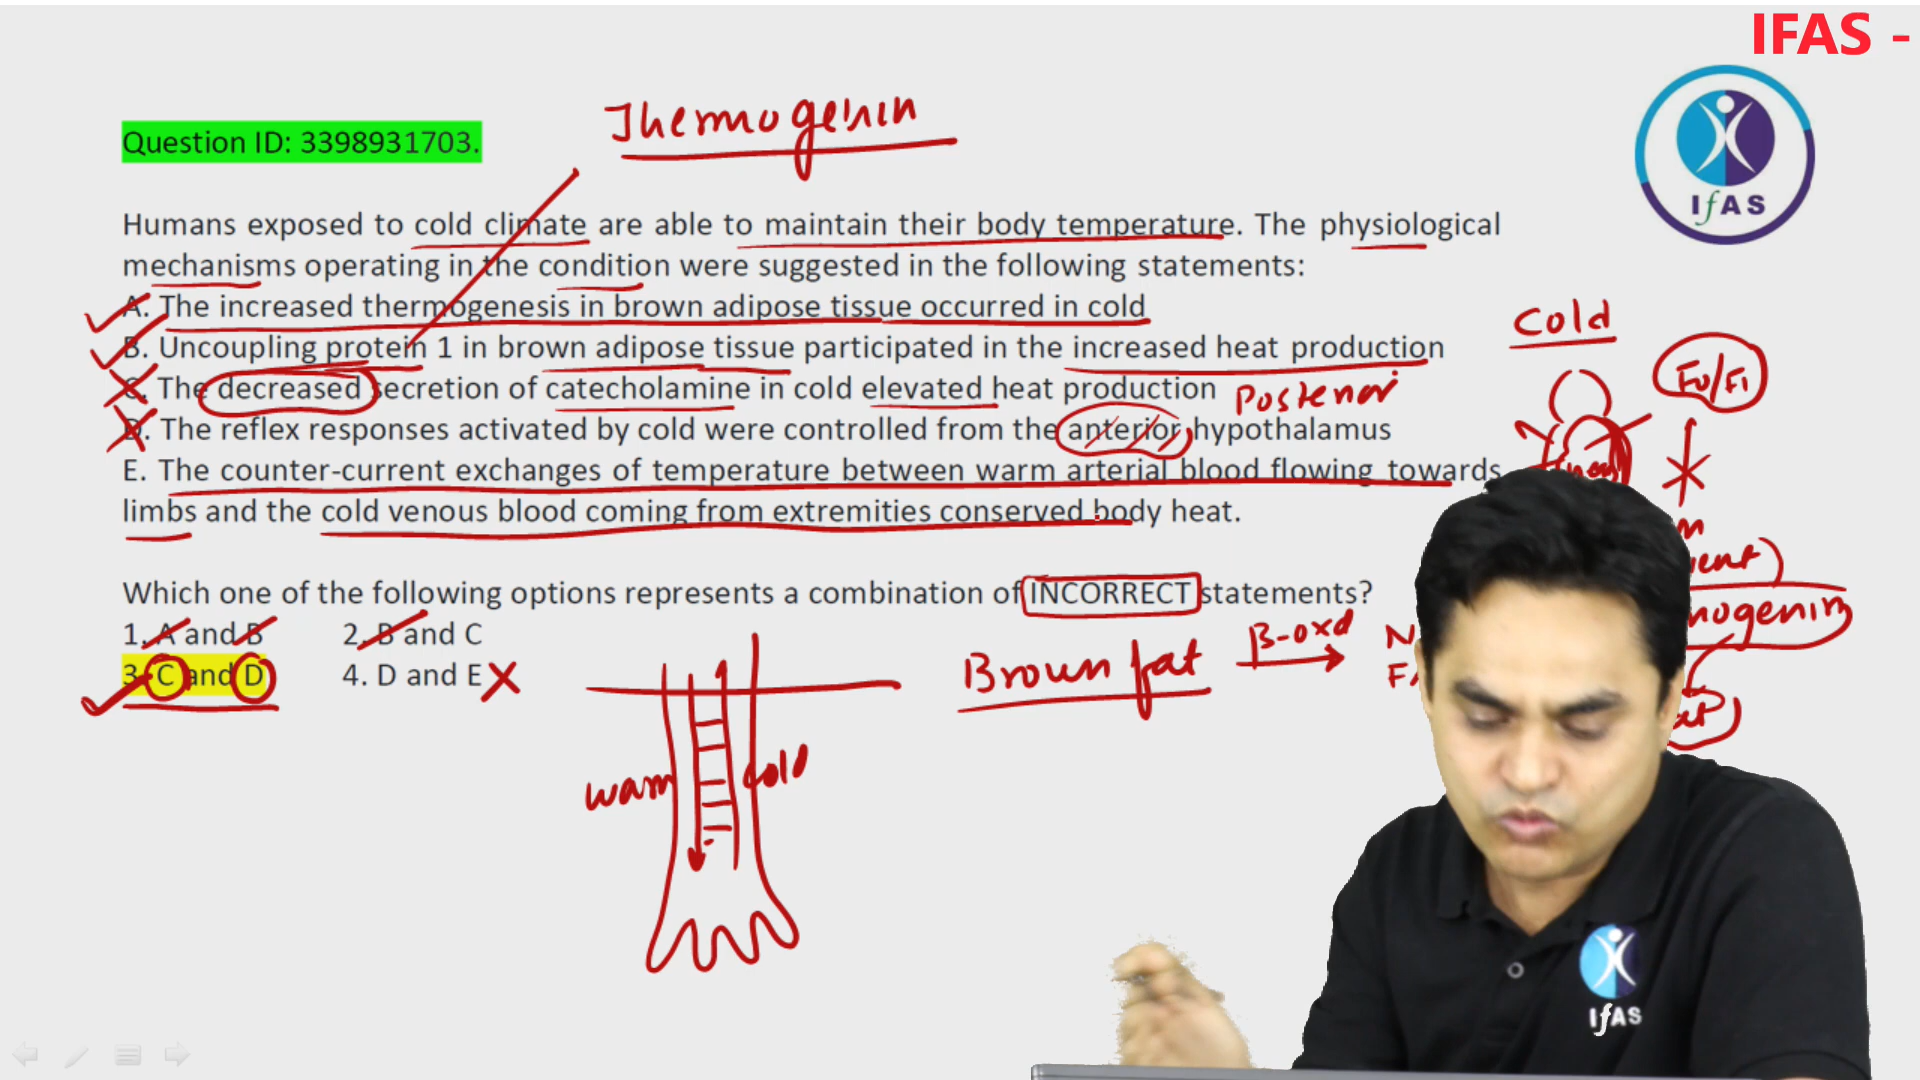 IFAS -
Thermogenin
Question ID: 3398931703.
IfAS
Humans exposed to cold climate are able to maintain their body temperature. The physiological
mechanisms operating in the condition were suggested in the following statements:
A. The increased thermogenesis in brown adipose tissue occurred in cold
Cold
B. Uncoupling protein 1 in brown adipose tissue participated in the increased heat production
F0/F1
C. The decreased secretion of catecholamine in cold elevated heat production
Posterior
D. The reflex responses activated by cold were controlled from the anterior hypothalamus
E. The counter-current exchanges of temperature between warm arterial blood flowing towards
limbs and the cold venous blood coming from extremities conserved body heat.
Which one of the following options represents a combination of INCORRECT statements?
1. A and B 2. B and C
3. C and D 4. D and E
Brown fat β-oxd
warm cold
IfAS